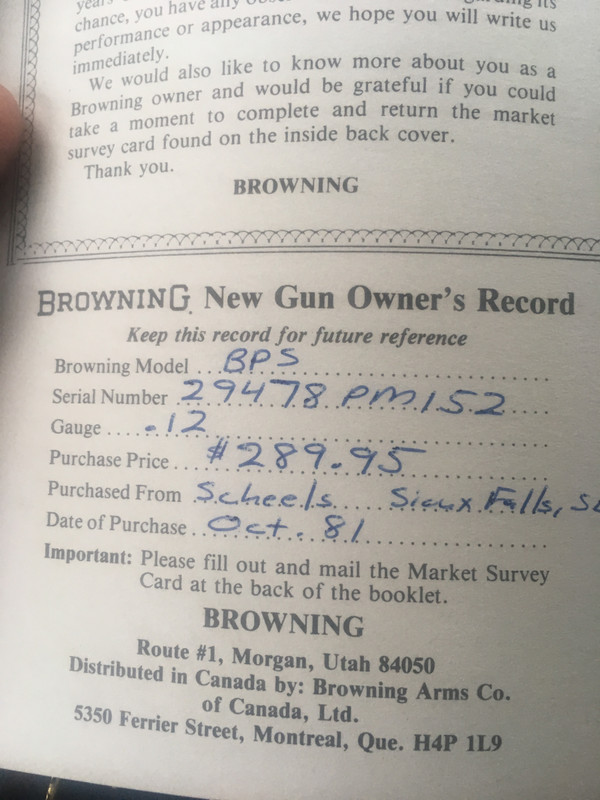 years
chance, you have any its
performance or appearance, we hope you will write us
immediately.
We would also like to know more about you as a
Browning owner and would be grateful if you could
take a moment to complete and return the market
survey card found on the inside back cover.
Thank you.
BROWNING
BROWNING. New Gun Owner's Record
Keep this record for future reference
Browning Model ... BPS
Serial Number 29478 PM152
Gauge .... .12
Purchase Price ... #289.95
Purchased From Scheels Sioux Falls,
Date of Purchase .. Oct. 81
Important: Please fill out and mail the Market Survey
Card at the back of the booklet.
BROWNING
Route #1, Morgan, Utah 84050
Distributed in Canada by: Browning Arms Co.
of Canada, Ltd.
5350 Ferrier Street, Montreal, Que. H4P 1L9